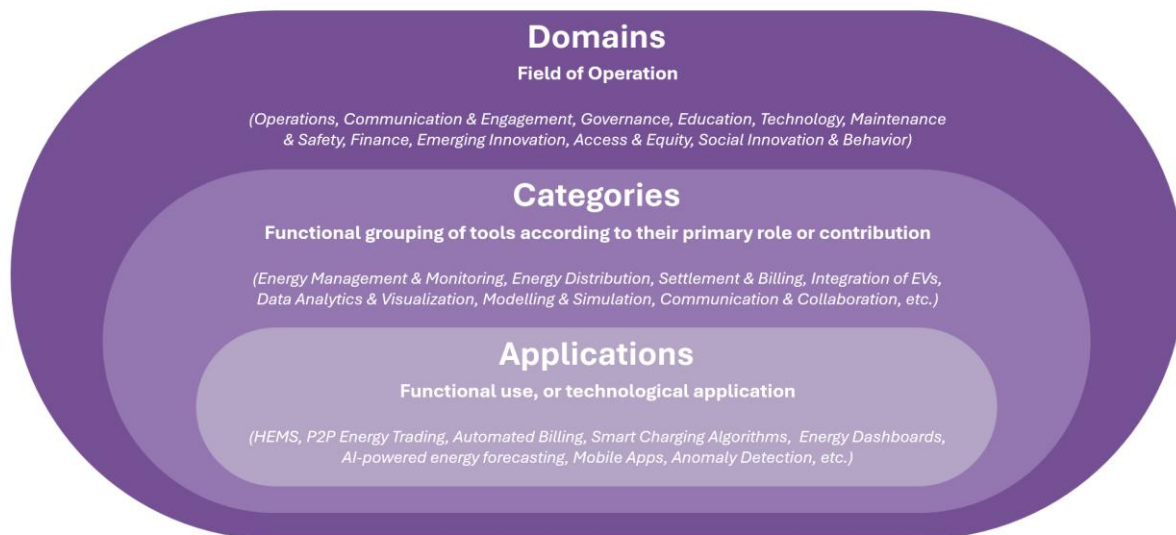 Domains
Field of Operation
(Operations, Communication & Engagement, Governance, Education, Technology, Maintenance
& Safety, Finance, Emerging Innovation, Access & Equity, Social Innovation & Behavior)
Categories
Functional grouping of tools according to their primary role or contribution
(Energy Management & Monitoring, Energy Distribution, Settlement & Billing, Integration of EVs,
Data Analytics & Visualization, Modelling & Simulation, Communication & Collaboration, etc.)
Applications
Functional use, or technological application
(HEMS, P2P Energy Trading, Automated Billing, Smart Charging Algorithms, Energy Dashboards,
AI-powered energy forecasting, Mobile Apps, Anomaly Detection, etc.)